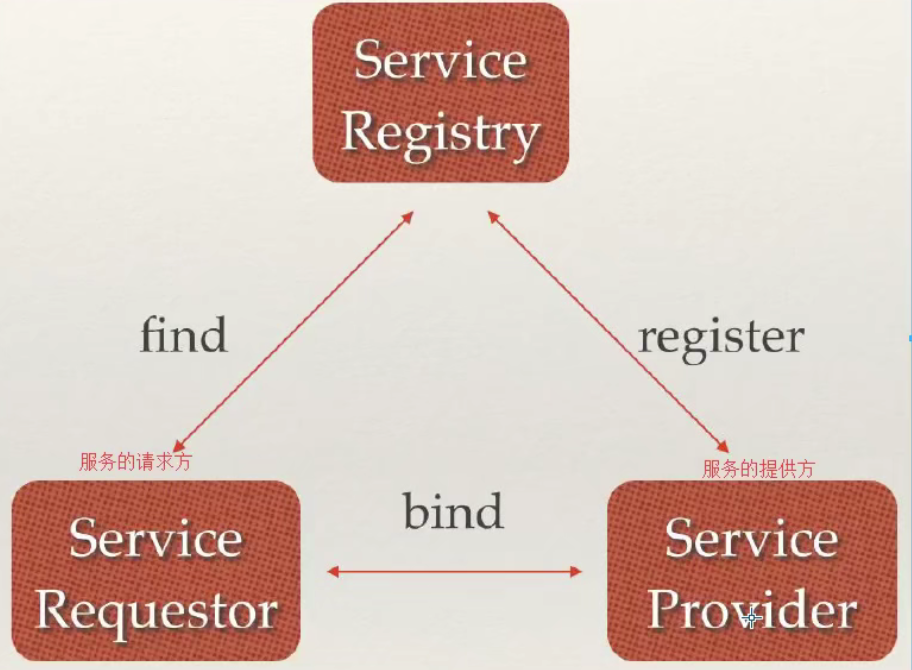 Service
Registry
find
register
服务的请求方
服务的提供方
bind
Service
Requestor
Service
Provider